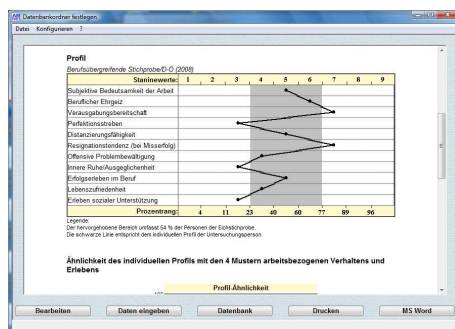 Datenbankordner festlegen
Datei Konfigurieren ?
Profil
Berufsübergreifende Stichprobe/D-Ö (2008)
Staninewerte: 1 2 3 4 5 6 7 8 9
Subjektive Bedeutsamkeit der Arbeit
Beruflicher Ehrgeiz
Verausgabungsbereitschaft
Perfektionsstreben
Distanzierungsfähigkeit
Resignationstendenz (bei Misserfolg)
Offensive Problembewältigung
Innere Ruhe/Ausgeglichenheit
Erfolgserleben im Beruf
Lebenszufriedenheit
Erleben sozialer Unterstützung
Prozentrang: 4 11 23 40 60 77 89 96
Legende:
Der hervorgehobene Bereich umfasst 54 % der Personen der Eichstichprobe.
Die schwarze Linie entspricht dem individuellen Profil der Untersuchungsperson.
Ähnlichkeit des individuellen Profils mit den 4 Mustern arbeitsbezogenen Verhaltens und
Erlebens
Profil-Ähnlichkeit
Bearbeiten Daten eingeben Datenbank Drucken MS Word